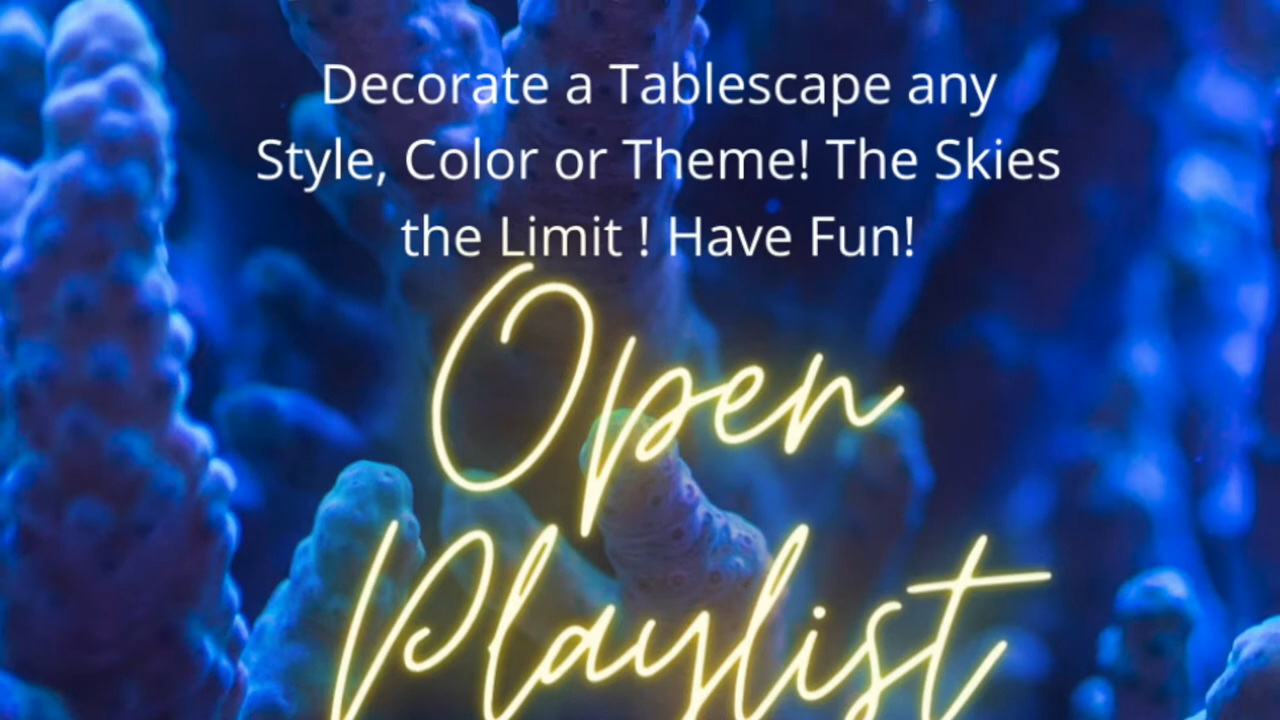 Decorate a Tablescape any
Style, Color or Theme! The Skies
the Limit ! Have Fun!
Open
Playlist